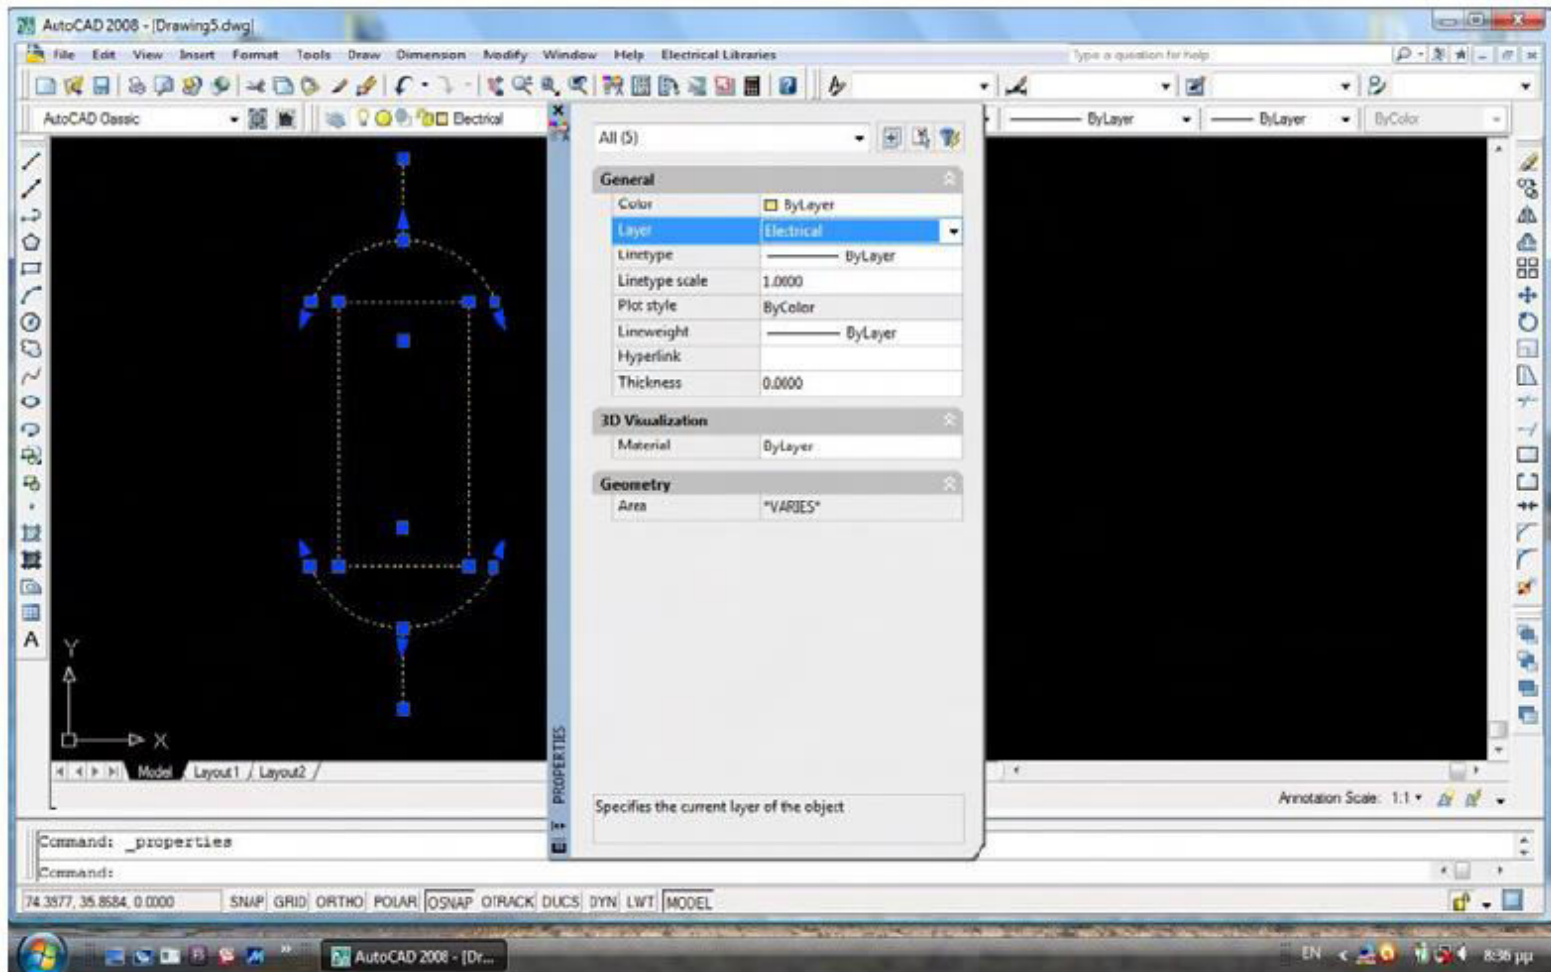 AutoCAD 2008 - [Drawing5.dwg]
File Edit View Insert Format Tools Draw Dimension Modify Window Help Electrical Libraries
Type a question for help
AutoCAD Classic
Electrical
ByLayer
ByLayer
ByColor
All (5)
General
Color ByLayer
Layer Electrical
Linetype ByLayer
Linetype scale 1.0000
Plot style ByColor
Lineweight ByLayer
Hyperlink
Thickness 0.0000
3D Visualization
Material ByLayer
Geometry
Area *VARIES*
Y
X
PROPERTIES
Model Layout1 Layout2
Specifies the current layer of the object
Annotation Scale: 1:1
Command: _properties
Command:
74.3977, 35.8684, 0.0000 SNAP GRID ORTHO POLAR OSNAP OTRACK DUCS DYN LWT MODEL
AutoCAD 2008 - [Dr...
EN
8:36 μμ